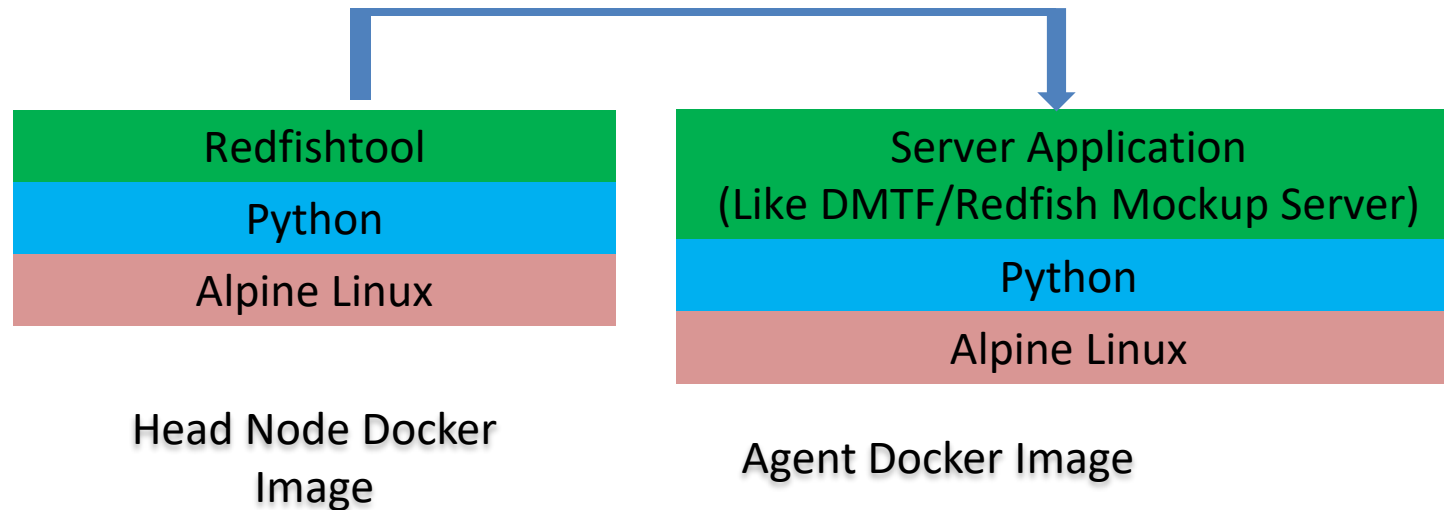 Redfishtool
Python
Alpine Linux
Head Node Docker
Image
Server Application
(Like DMTF/Redfish Mockup Server)
Python
Alpine Linux
Agent Docker Image